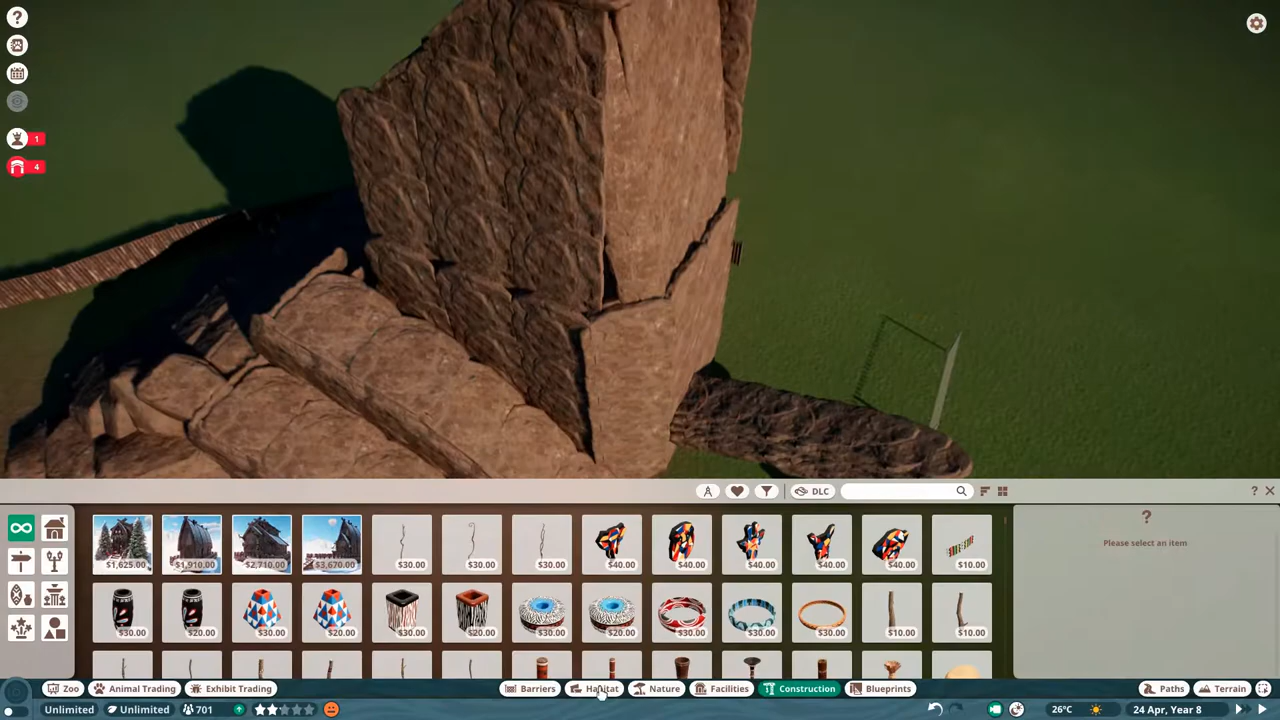 ?
1
4
DLC
?
$1,625.00 $1,910.00 $2,710.00 $3,670.00 $30.00 $30.00 $30.00 $40.00 $40.00 $40.00 $40.00 $40.00 $10.00
?
Please select an item
$30.00 $20.00 $30.00 $20.00 $30.00 $20.00 $30.00 $20.00 $30.00 $30.00 $30.00 $10.00 $10.00
Zoo Animal Trading Exhibit Trading Barriers Habitat Nature Facilities Construction Blueprints Paths Terrain
Unlimited Unlimited 701 26°C 24 Apr, Year 8